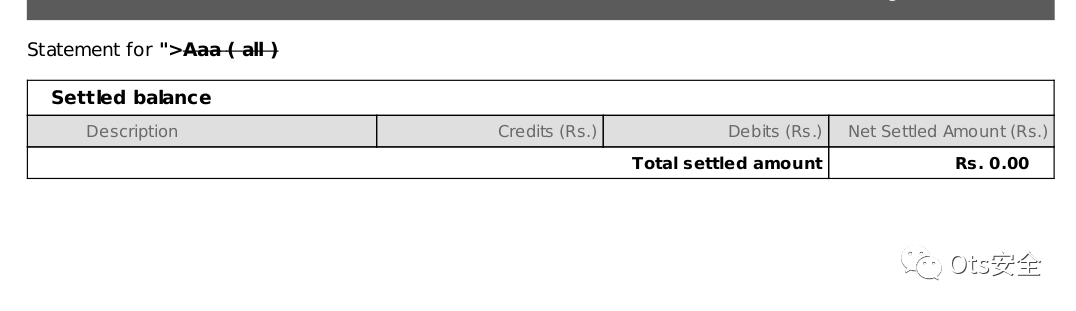 Statement for ">Aaa ( all )
Settled balance
Description Credits (Rs.) Debits (Rs.) Net Settled Amount (Rs.)
Total settled amount Rs. 0.00
Ots安全